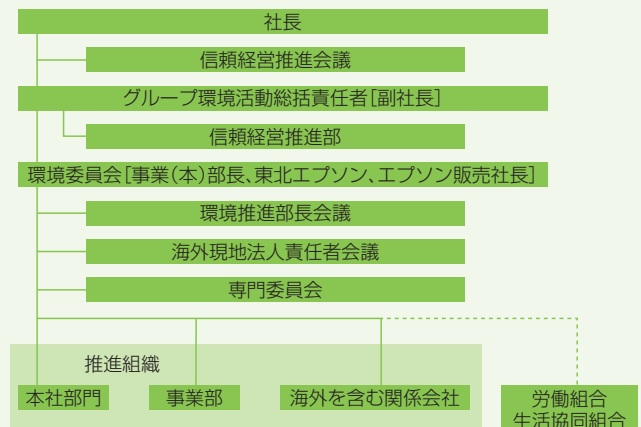 社長
信頼経営推進会議
グループ環境活動総括責任者[副社長]
信頼経営推進部
環境委員会[事業(本)部長、東北エプソン、エプソン販売社長]
環境推進部長会議
海外現地法人責任者会議
専門委員会
推進組織
本社部門
事業部
海外を含む関係会社
労働組合
生活協同組合